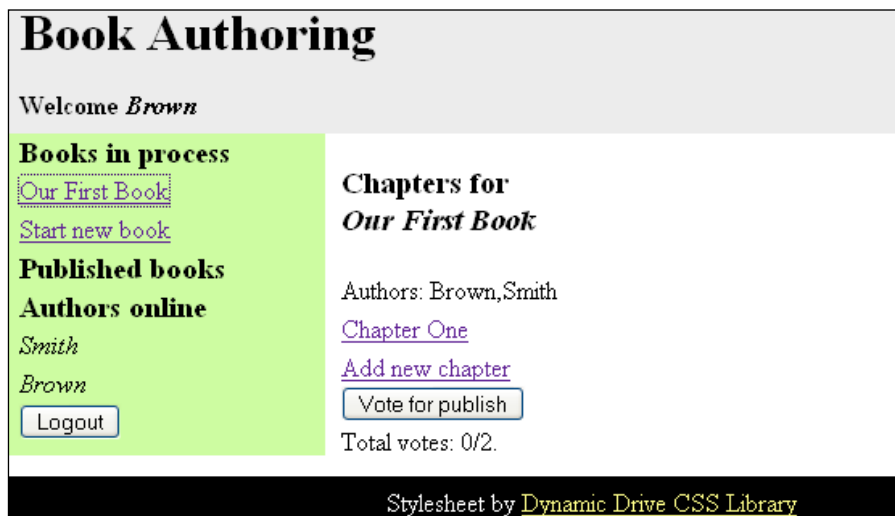 Book Authoring
Welcome Brown
Books in process
Our First Book
Start new book
Published books
Authors online
Smith
Brown
Logout
Chapters for
Our First Book
Authors: Brown,Smith
Chapter One
Add new chapter
Vote for publish
Total votes: 0/2.
Stylesheet by Dynamic Drive CSS Library